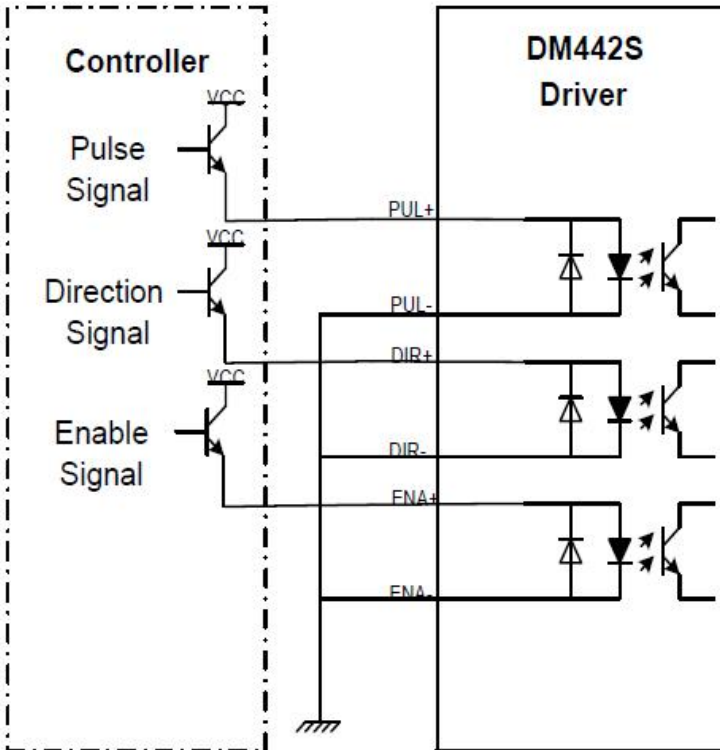 Controller
DM442S
Driver
VCC
Pulse
Signal
PUL+
VCC
Direction
Signal
PUL-
DIR+
VCC
Enable
Signal
DIR-
ENA+
ENA-